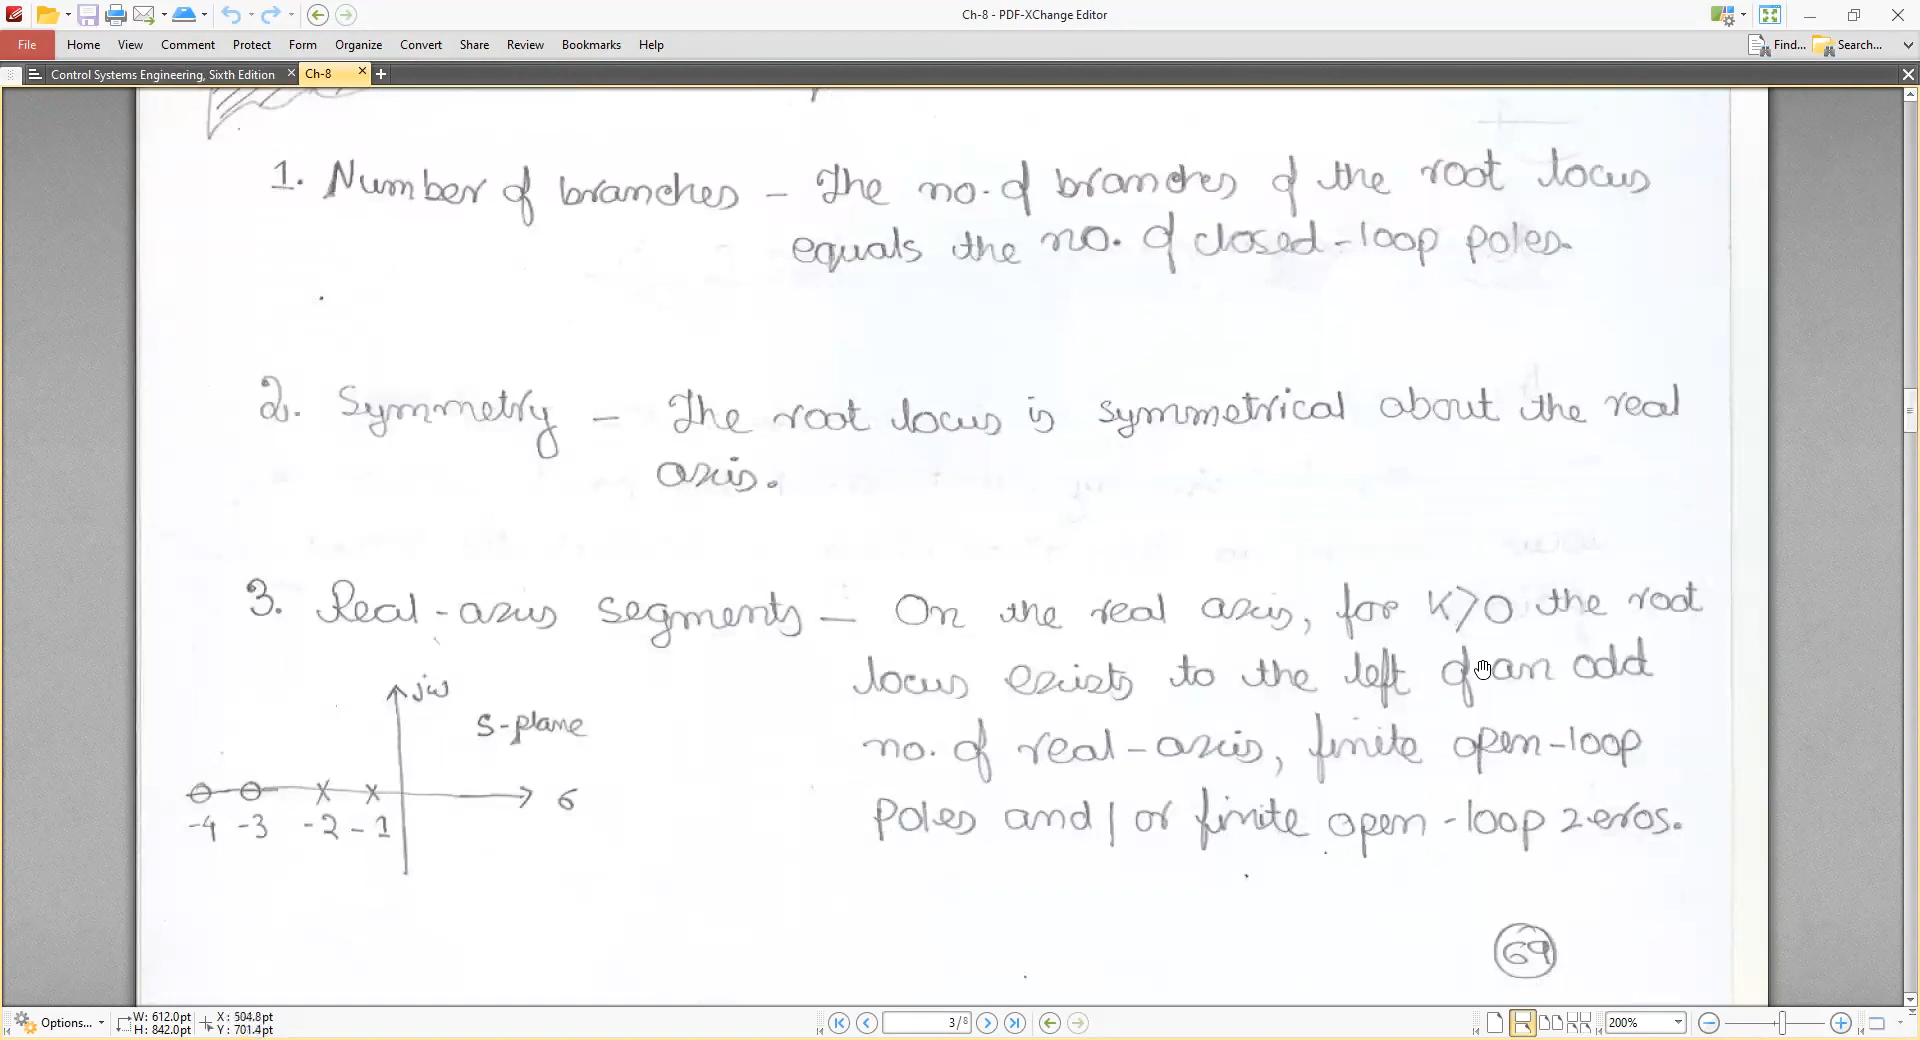 Ch-8 - PDF-XChange Editor
File Home View Comment Protect Form Organize Convert Share Review Bookmarks Help Find... Search...
Control Systems Engineering, Sixth Edition Ch-8
1. Number of branches - The no. of branches of the root locus
equals the no. of closed-loop poles.
2. Symmetry - The root locus is symmetrical about the real
axis.
3. Real-axis segments - On the real axis, for K>0 the root
locus exists to the left of an odd
no. of real-axis, finite open-loop
poles and/or finite open-loop zeros.
jω
S-plane
σ
-4 -3 -2 -1
69
Options... W: 612.0pt X: 504.8pt 3/8 200%
H: 842.0pt Y: 701.4pt